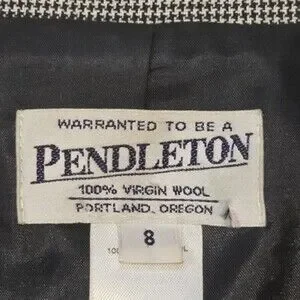 WARRANTED TO BE A
PENDLETON
100% VIRGIN WOOL
PORTLAND, OREGON
8